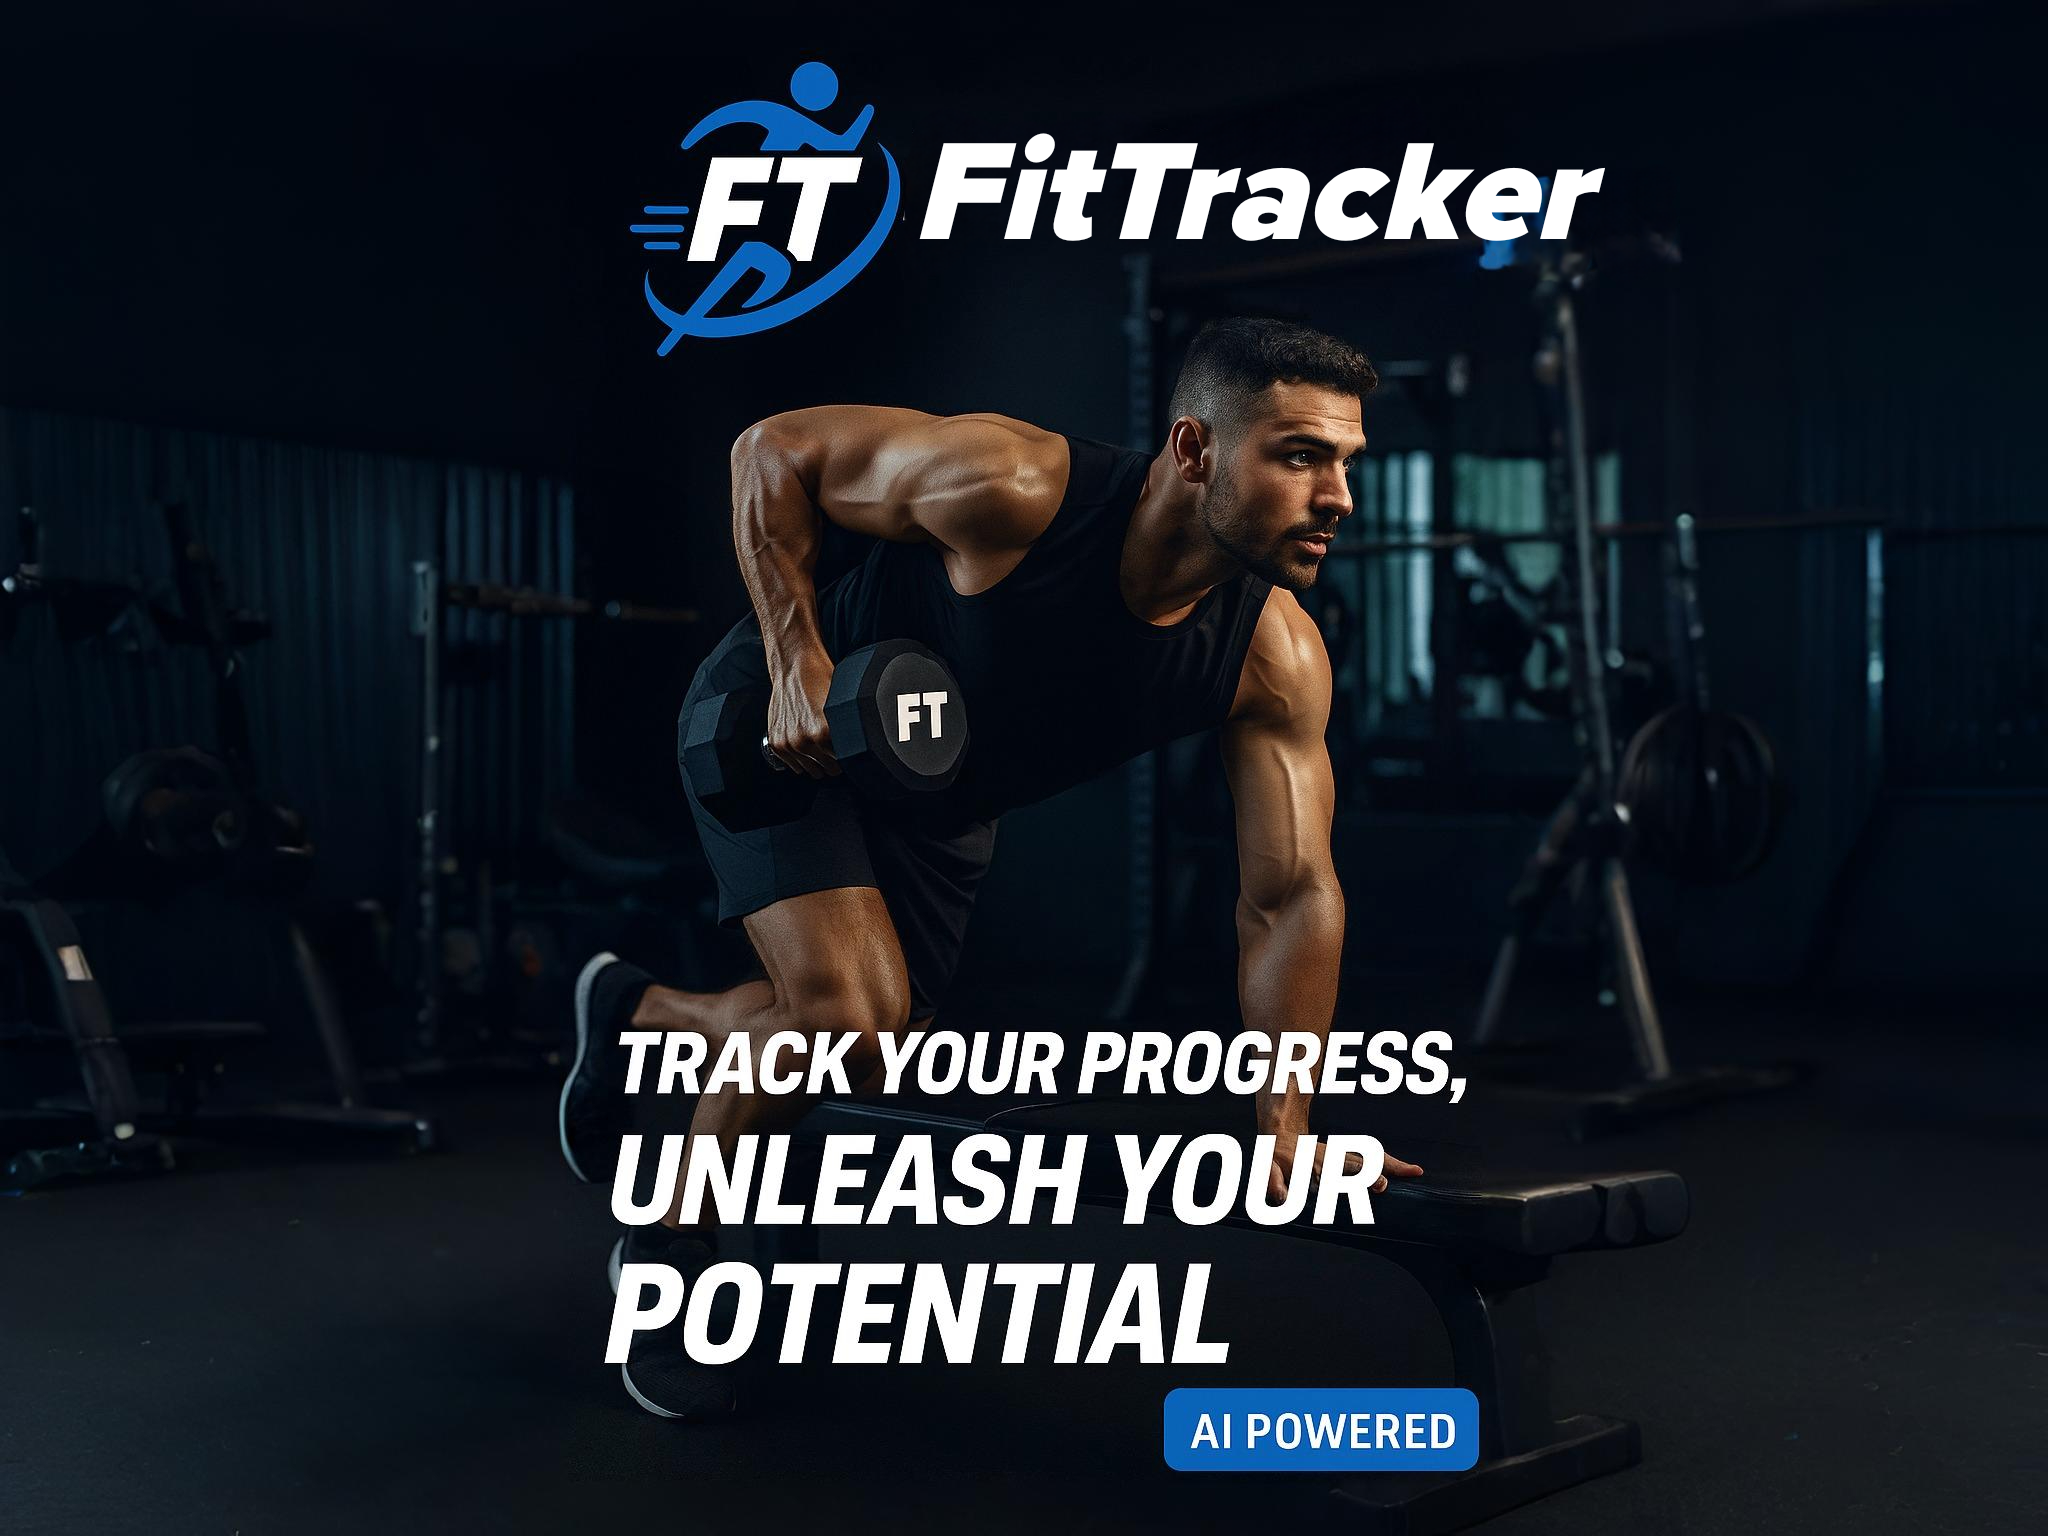 FT
FitTracker
FT
TRACK YOUR PROGRESS,
UNLEASH YOUR
POTENTIAL
AI POWERED